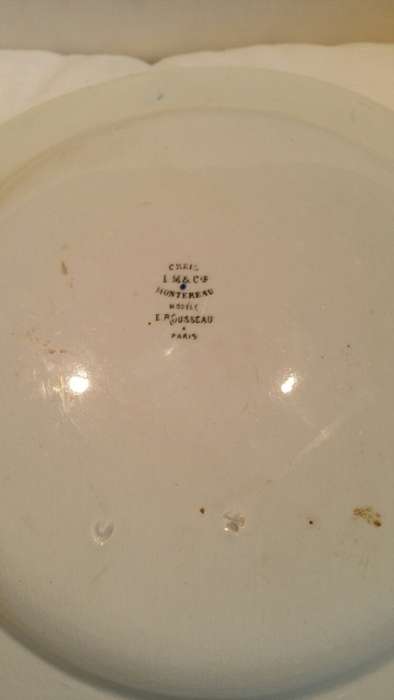 CREIL
L M & Cie
MONTEREAU
MODÈLE
E. ROUSSEAU
A
PARIS